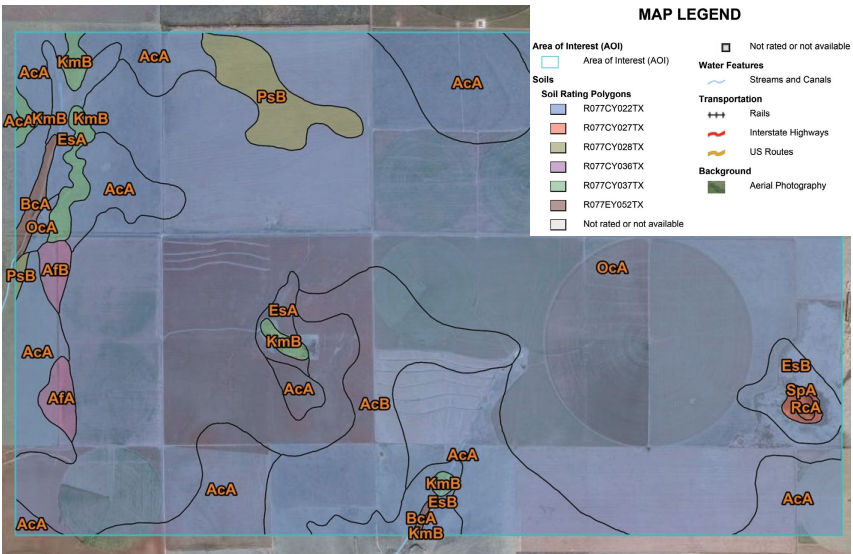 MAP LEGEND
Area of Interest (AOI)
Area of Interest (AOI)
Soils
Soil Rating Polygons
R077CY022TX
R077CY027TX
R077CY028TX
R077CY036TX
R077CY037TX
R077EY052TX
Not rated or not available
Not rated or not available
Water Features
Streams and Canals
Transportation
Rails
Interstate Highways
US Routes
Background
Aerial Photography
KmB
AcA
AcA
AcA
PsB
AcA
KmB
KmB
EsA
AcA
BcA
OcA
PsB
AfB
OcA
EsA
KmB
AcA
AcA
EsB
SpA
RcA
AfA
AcB
AcA
KmB
AcA
EsB
AcA
AcA
BcA
KmB